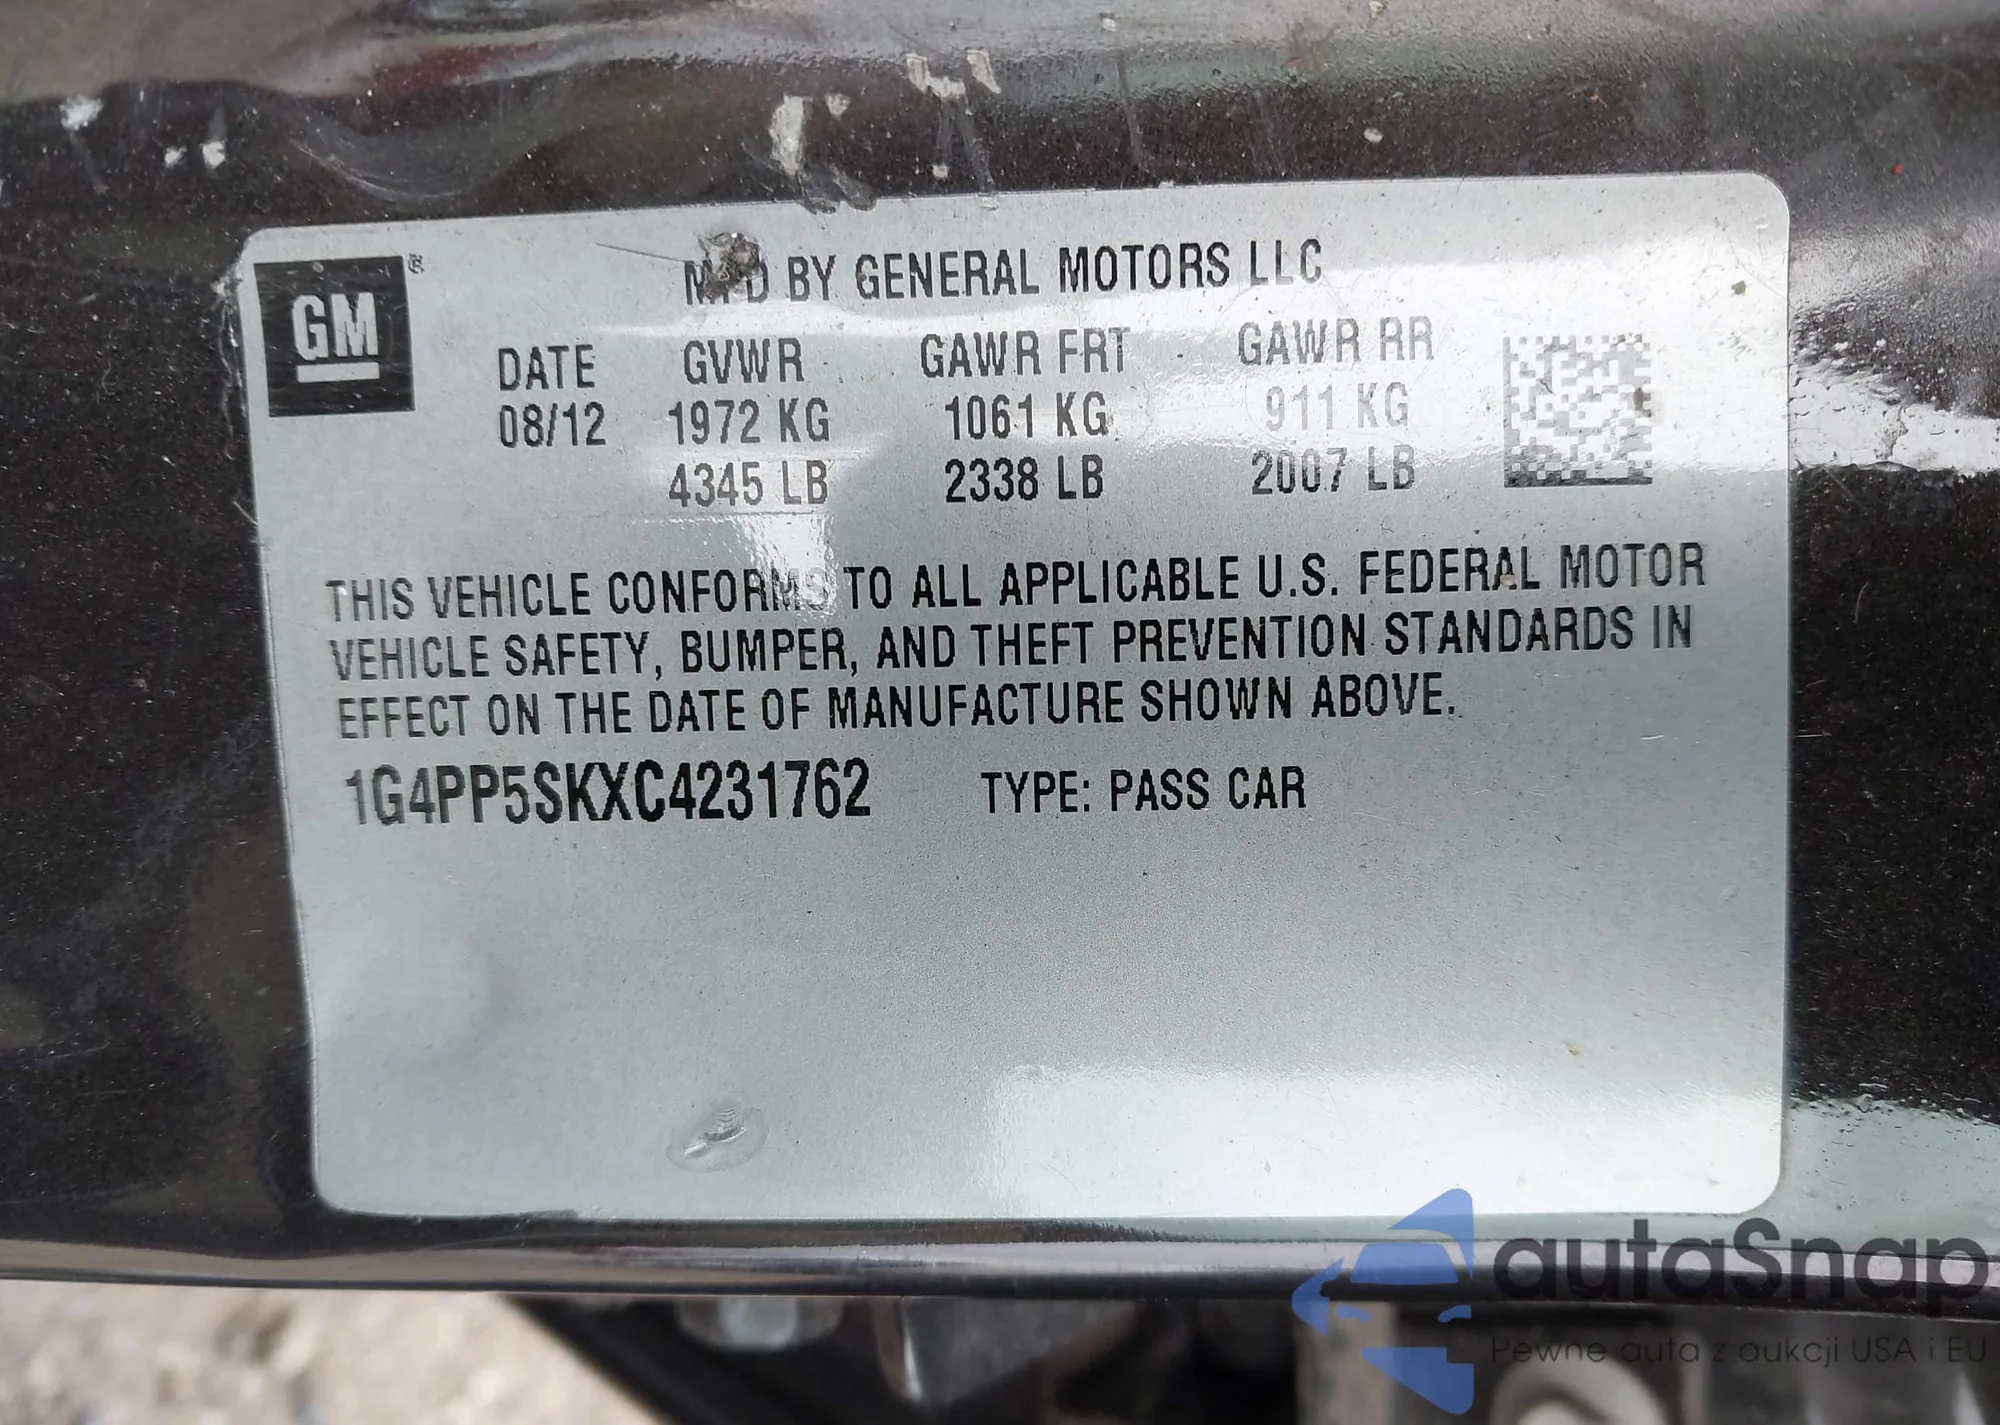 GM ®
MFD BY GENERAL MOTORS LLC
DATE GVWR GAWR FRT GAWR RR
08/12 1972 KG 1061 KG 911 KG
4345 LB 2338 LB 2007 LB
THIS VEHICLE CONFORMS TO ALL APPLICABLE U.S. FEDERAL MOTOR
VEHICLE SAFETY, BUMPER, AND THEFT PREVENTION STANDARDS IN
EFFECT ON THE DATE OF MANUFACTURE SHOWN ABOVE.
1G4PP5SKXC4231762 TYPE: PASS CAR
autaSnap
Pewne auta z aukcji USA i EU